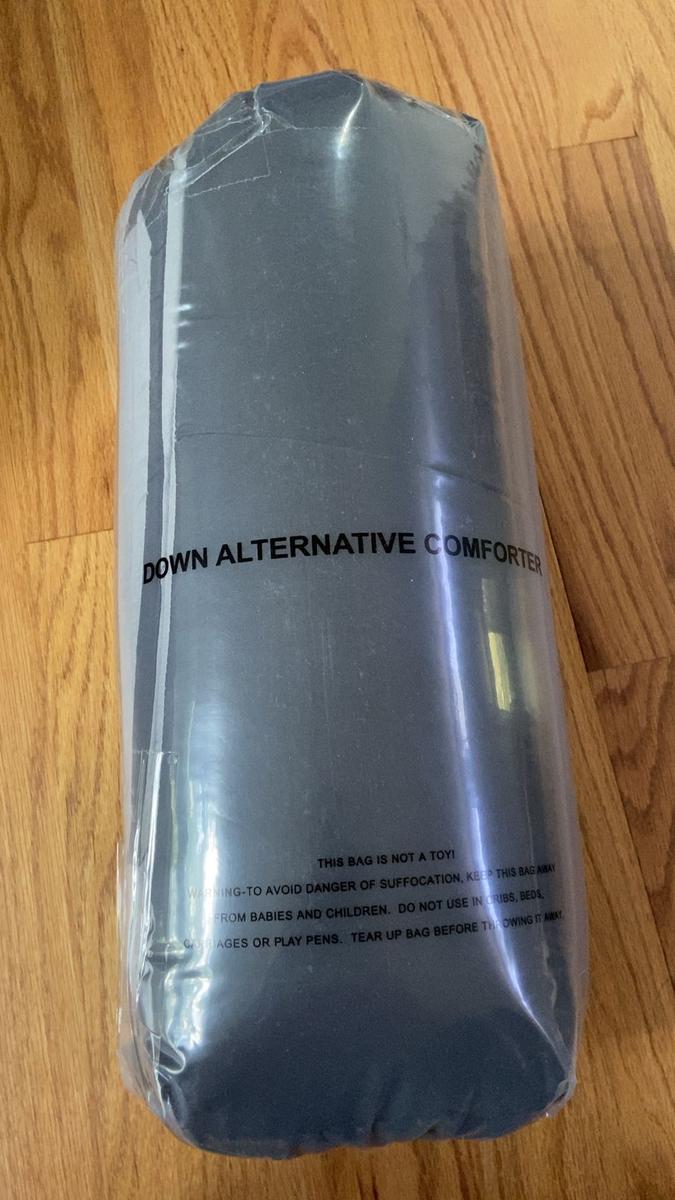 DOWN ALTERNATIVE COMFORTER
THIS BAG IS NOT A TOY!
WARNING-TO AVOID DANGER OF SUFFOCATION, KEEP THIS BAG AWAY
FROM BABIES AND CHILDREN. DO NOT USE IN CRIBS, BEDS,
CARRIAGES OR PLAY PENS. TEAR UP BAG BEFORE THROWING IT AWAY.